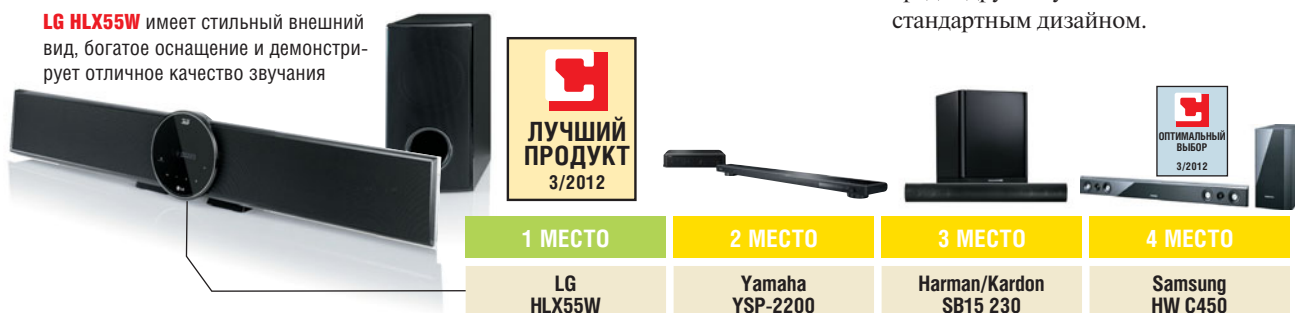 LG HLX55W имеет стильный внешний
вид, богатое оснащение и демонстри-
рует отличное качество звучания
стандартным дизайном.
ЛУЧШИЙ
ПРОДУКТ
3/2012
ОПТИМАЛЬНЫЙ
ВЫБОР
3/2012
1 МЕСТО
2 МЕСТО
3 МЕСТО
4 МЕСТО
LG
HLX55W
Yamaha
YSP-2200
Harman/Kardon
SB15 230
Samsung
HW C450